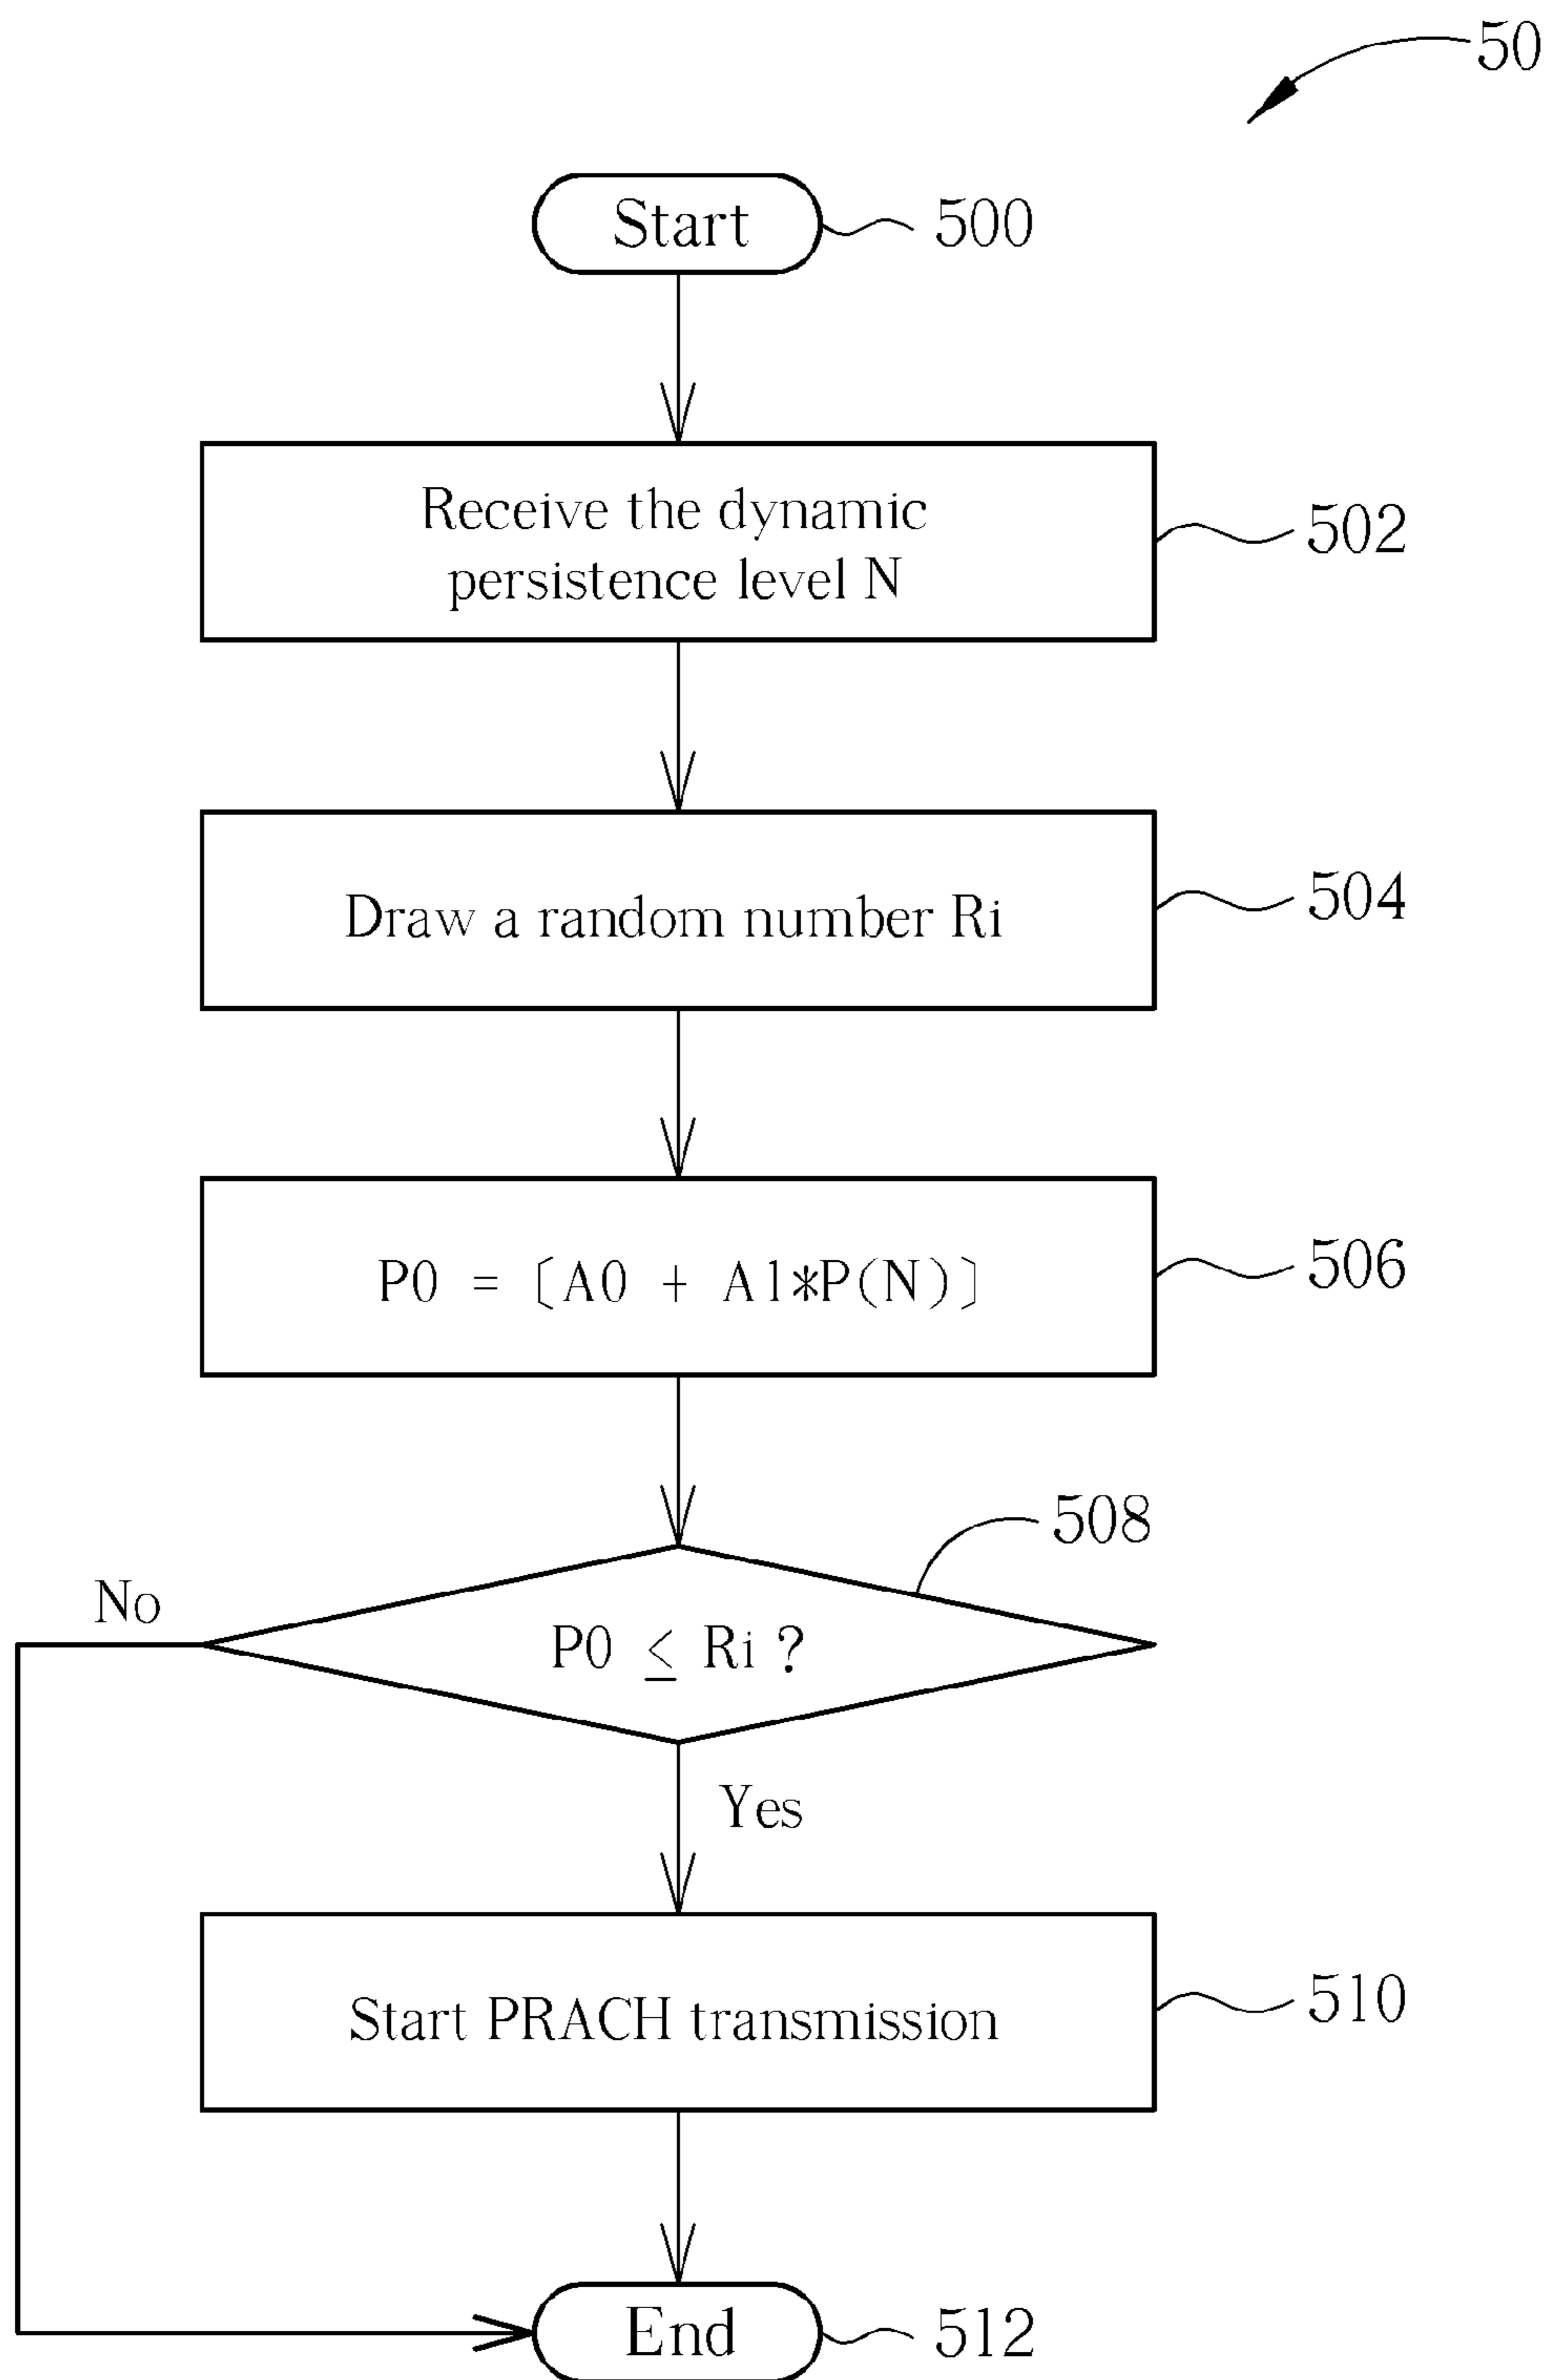 50
Start
500
Receive the dynamic
persistence level N
502
Draw a random number Ri
504
P0 = [A0 + A1*P(N)]
506
508
No
P0 ≤ Ri ?
Yes
Start PRACH transmission
510
End
512